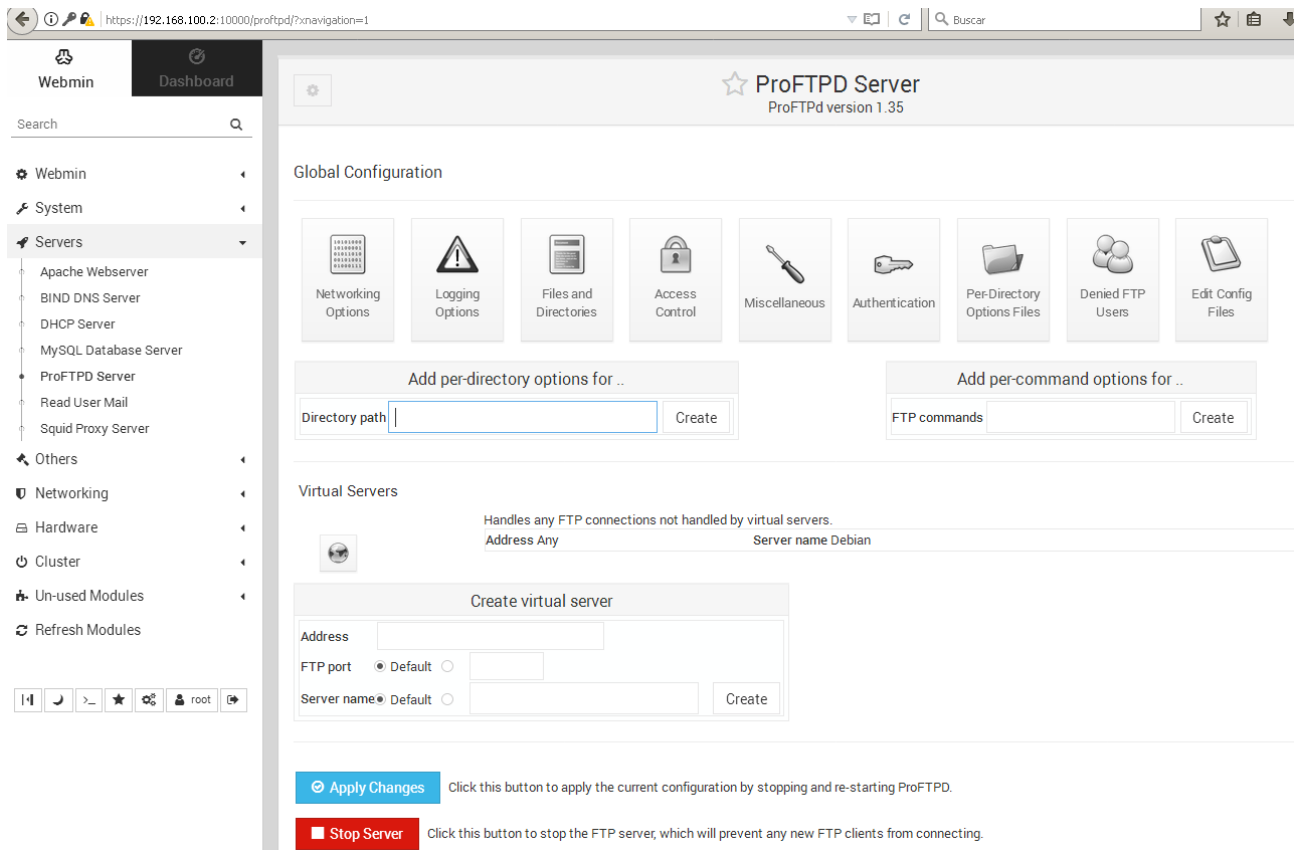 https://192.168.100.2:10000/proftpd/?xnavigation=1
Buscar
Webmin
Dashboard
Search
Webmin
System
Servers
Apache Webserver
BIND DNS Server
DHCP Server
MySQL Database Server
ProFTPD Server
Read User Mail
Squid Proxy Server
Others
Networking
Hardware
Cluster
Un-used Modules
Refresh Modules
root
ProFTPD Server
ProFTPd version 1.35
Global Configuration
Networking
Options
Logging
Options
Files and
Directories
Access
Control
Miscellaneous
Authentication
Per-Directory
Options Files
Denied FTP
Users
Edit Config
Files
Add per-directory options for ..
Directory path Create
Add per-command options for ..
FTP commands Create
Virtual Servers
Handles any FTP connections not handled by virtual servers.
Address Any Server name Debian
Create virtual server
Address
FTP port Default
Server name Default Create
Apply Changes Click this button to apply the current configuration by stopping and re-starting ProFTPD.
Stop Server Click this button to stop the FTP server, which will prevent any new FTP clients from connecting.